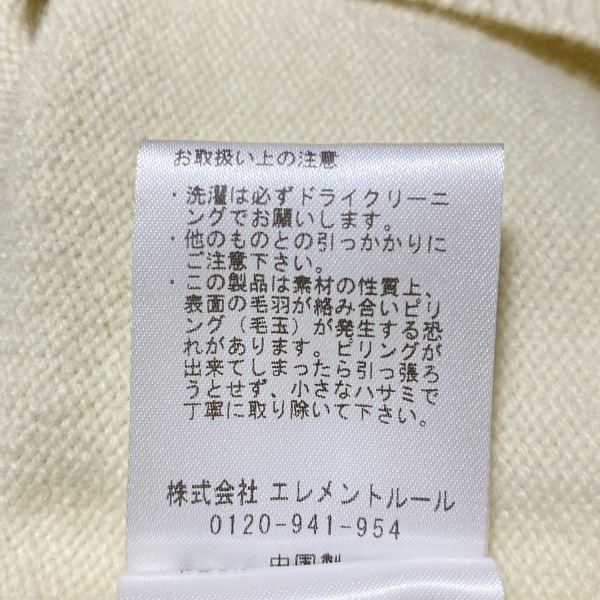 お取扱い上の注意
・洗濯は必ずドライクリーニ
ングでお願いします。
・他のものとの引っかかりに
ご注意下さい。
・この製品は素材の性質上、
表面の毛羽が絡み合いピリ
ング（毛玉）が発生する恐
れがあります。ピリングが
出来てしまったら引っ張ろ
うとせず、小さなハサミで
丁寧に取り除いて下さい。
株式会社 エレメントルール
0120-941-954
中国製